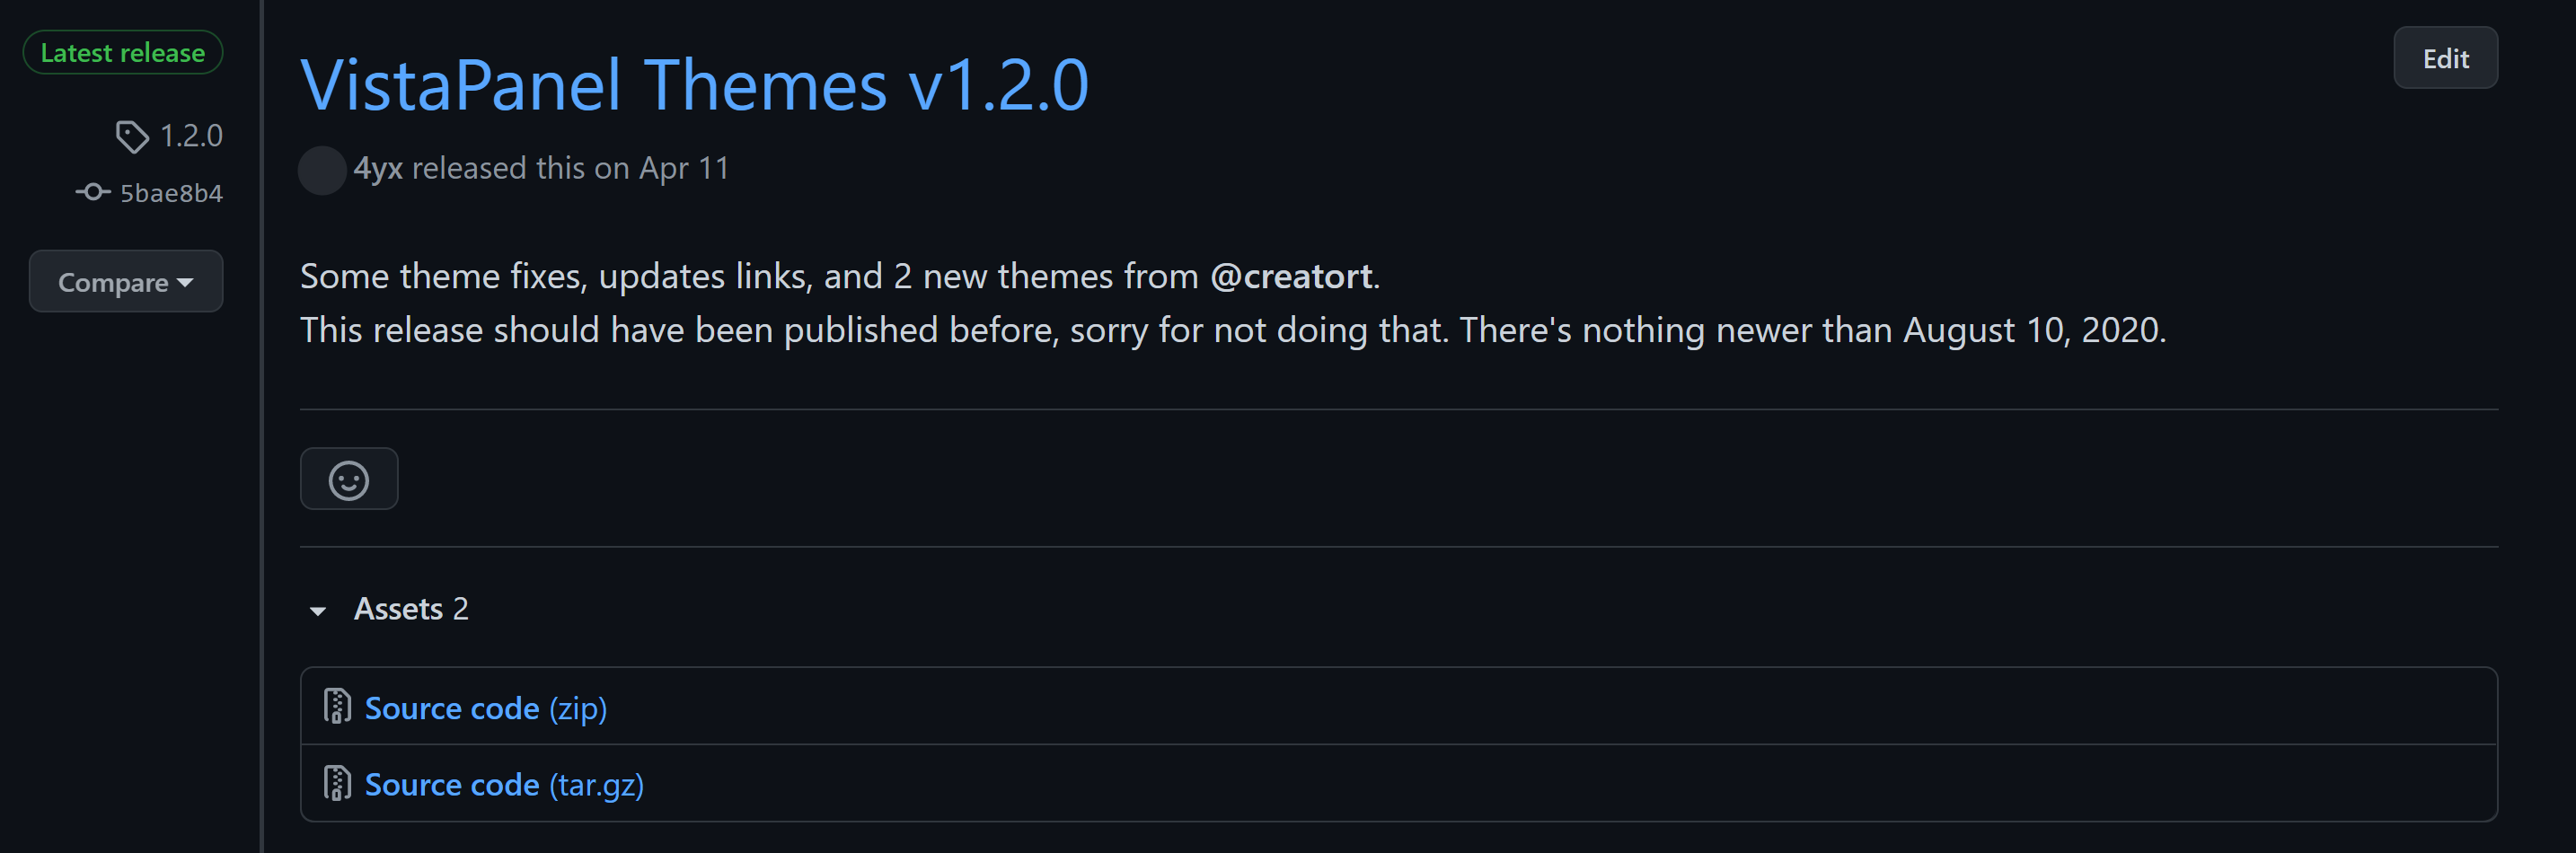 Latest release
1.2.0
5bae8b4
Compare
VistaPanel Themes v1.2.0
Edit
4yx released this on Apr 11
Some theme fixes, updates links, and 2 new themes from @creatort.
This release should have been published before, sorry for not doing that. There's nothing newer than August 10, 2020.
Assets 2
Source code (zip)
Source code (tar.gz)